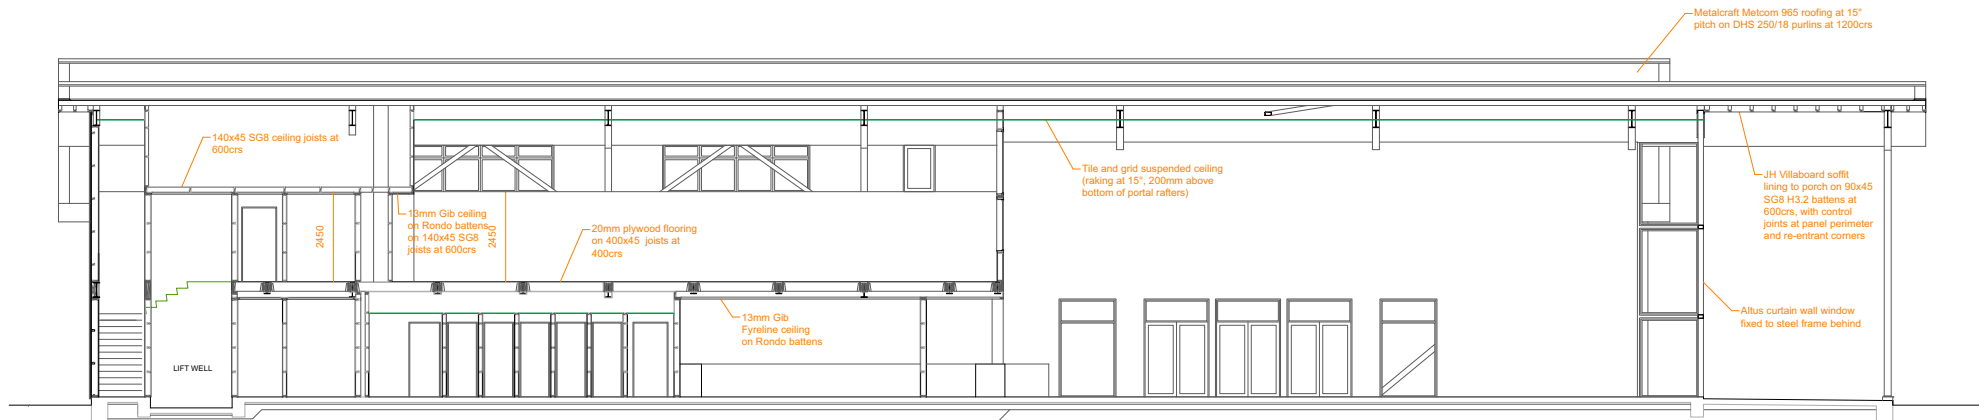 Metalcraft Metcom 965 roofing at 15°
pitch on DHS 250/18 purlins at 1200crs
140x45 SG8 ceiling joists at
600crs
Tile and grid suspended ceiling
(raking at 15°, 200mm above
bottom of portal rafters)
JH Villaboard soffit
lining to porch on 90x45
SG8 H3.2 battens at
600crs, with control
joints at panel perimeter
and re-entrant corners
2450
13mm Gib ceiling
on Rondo battens
on 140x45 SG8
joists at 600crs
2450
20mm plywood flooring
on 400x45 joists at
400crs
13mm Gib
Fyreline ceiling
on Rondo battens
Altus curtain wall window
fixed to steel frame behind
LIFT WELL